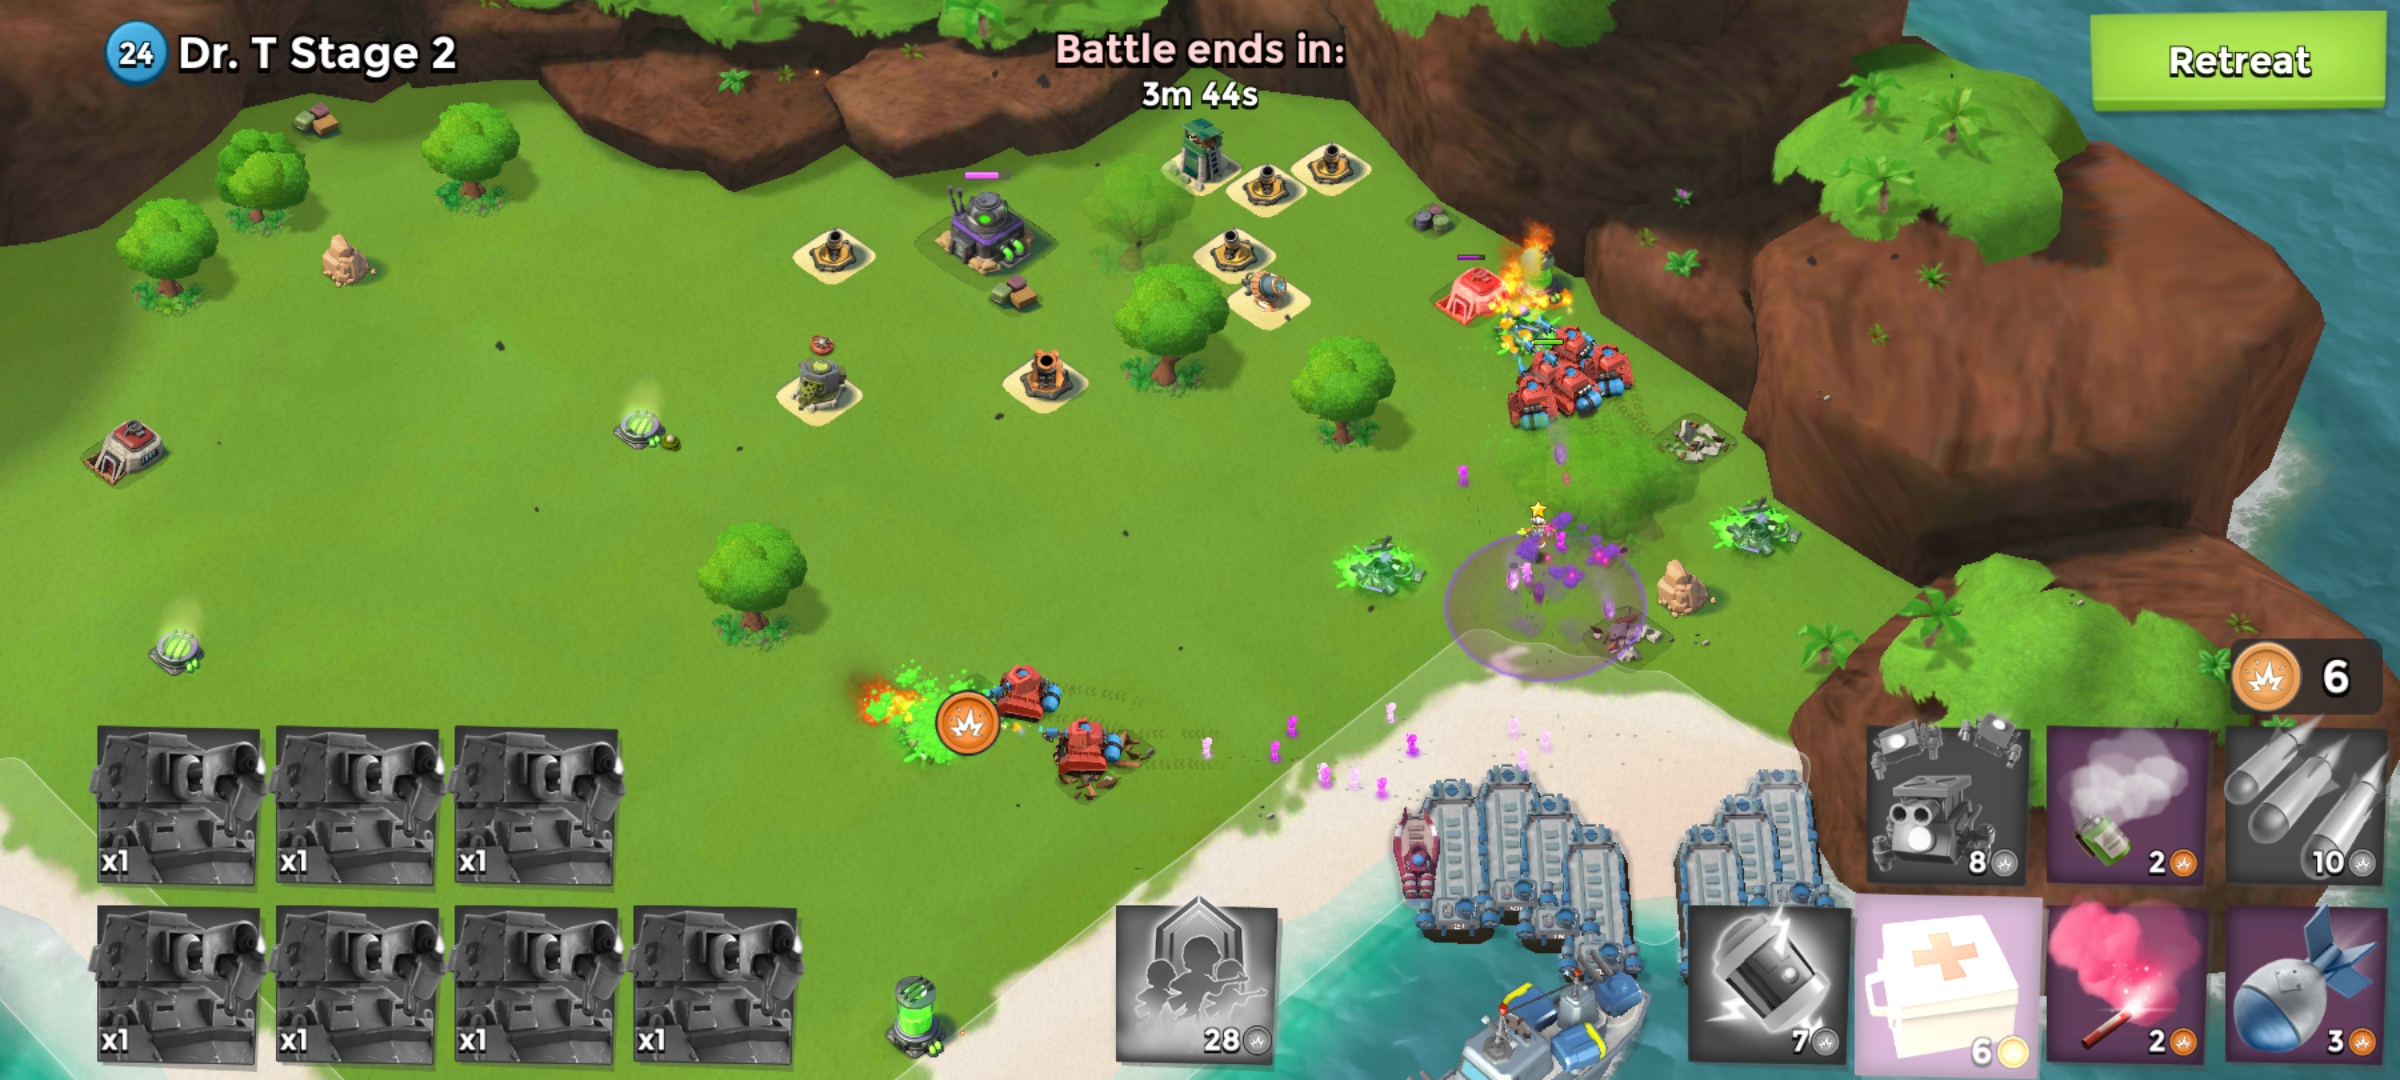 24 Dr. T Stage 2
Battle ends in:
3m 44s
Retreat
6
x1 x1 x1
8 2 10
x1 x1 x1 x1
28 7 6 2 3